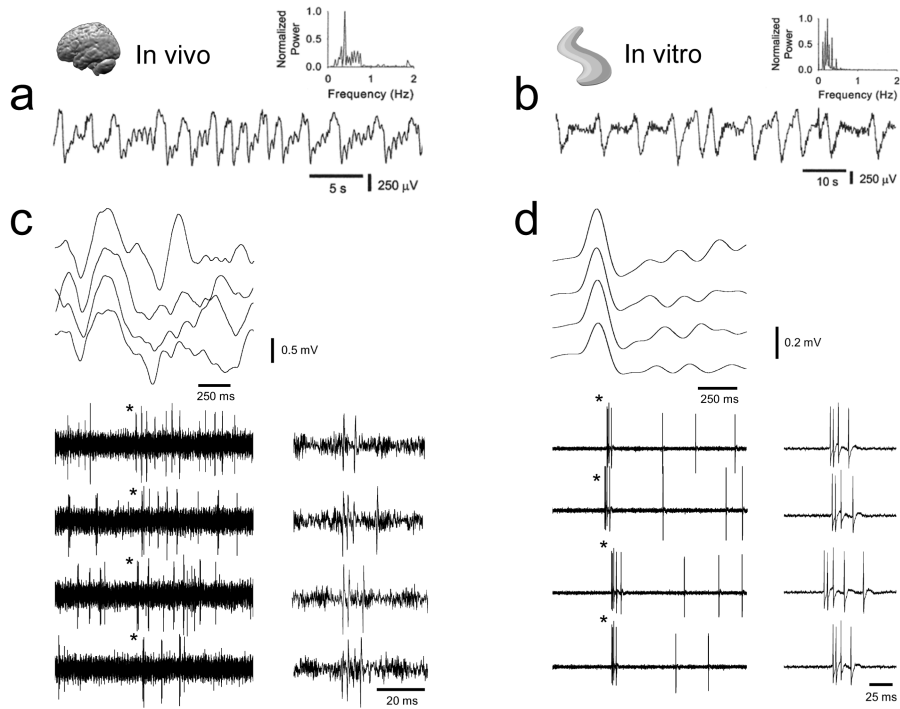 In vivo
Normalized
Power
1.0
0.5
0.0
0
1
2
Frequency (Hz)
In vitro
Normalized
Power
1.0
0.5
0.0
0
1
2
Frequency (Hz)
a
5 s
250 µV
b
10 s
250 µV
c
0.5 mV
250 ms
*
*
*
*
20 ms
d
0.2 mV
250 ms
*
*
*
*
25 ms